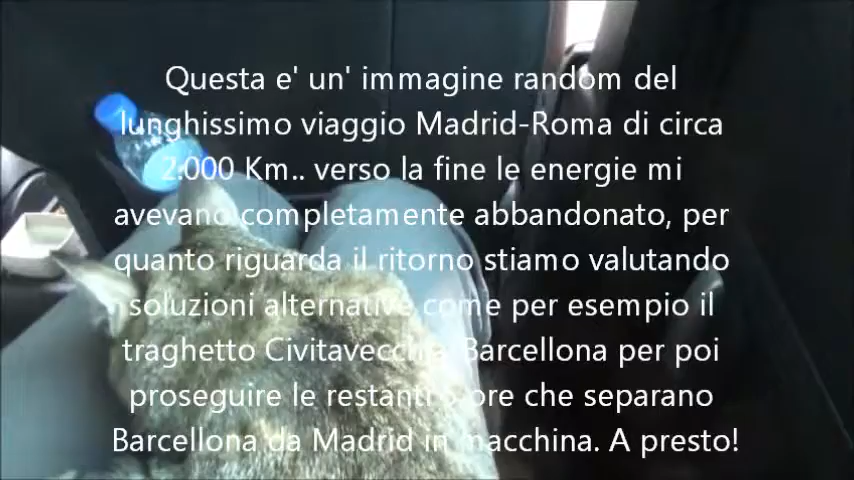 Questa e' un' immagine random del
lunghissimo viaggio Madrid-Roma di circa
2.000 Km.. verso la fine le energie mi
avevano completamente abbandonato, per
quanto riguarda il ritorno stiamo valutando
soluzioni alternative come per esempio il
traghetto Civitavecchia Barcellona per poi
proseguire le restanti ore che separano
Barcellona da Madrid in macchina. A presto!